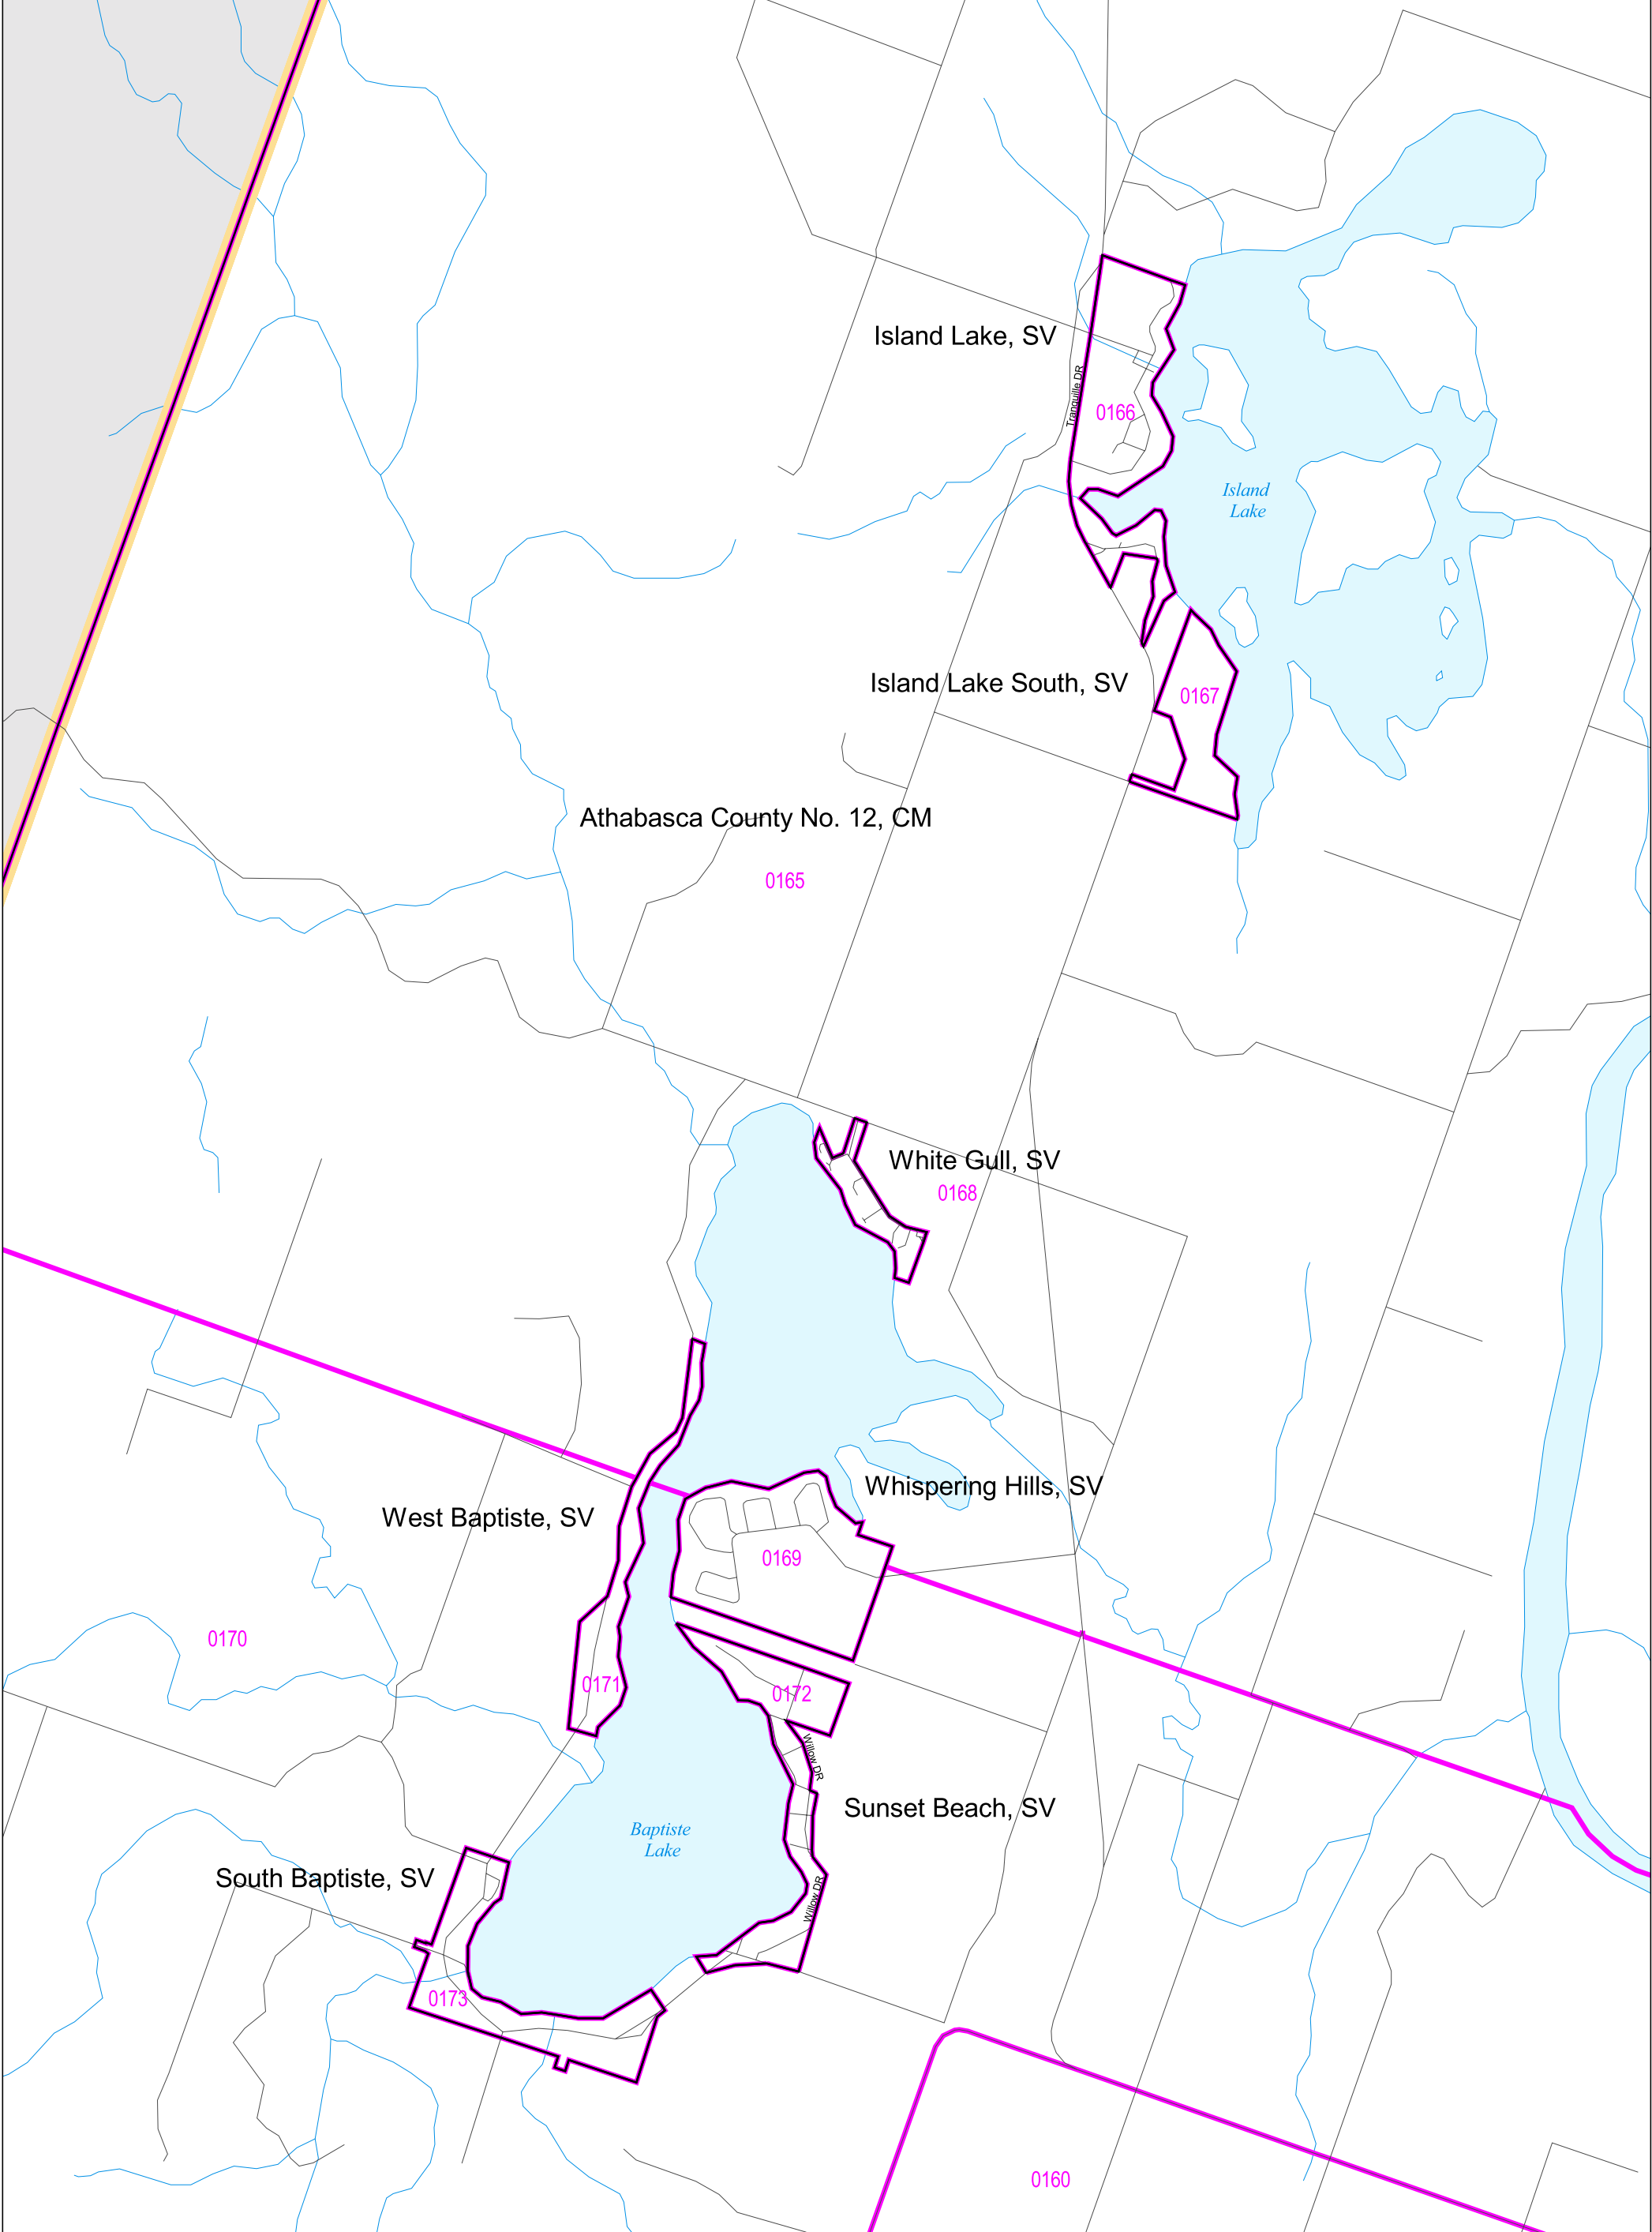 Island Lake, SV
Tranquille DR
0166
Island
Lake
Island Lake South, SV
0167
Athabasca County No. 12, CM
0165
White Gull, SV
0168
Whispering Hills, SV
West Baptiste, SV
0169
0170
0171
0172
Willow DR
Sunset Beach, SV
Baptiste
Lake
South Baptiste, SV
Willow DR
0173
0160